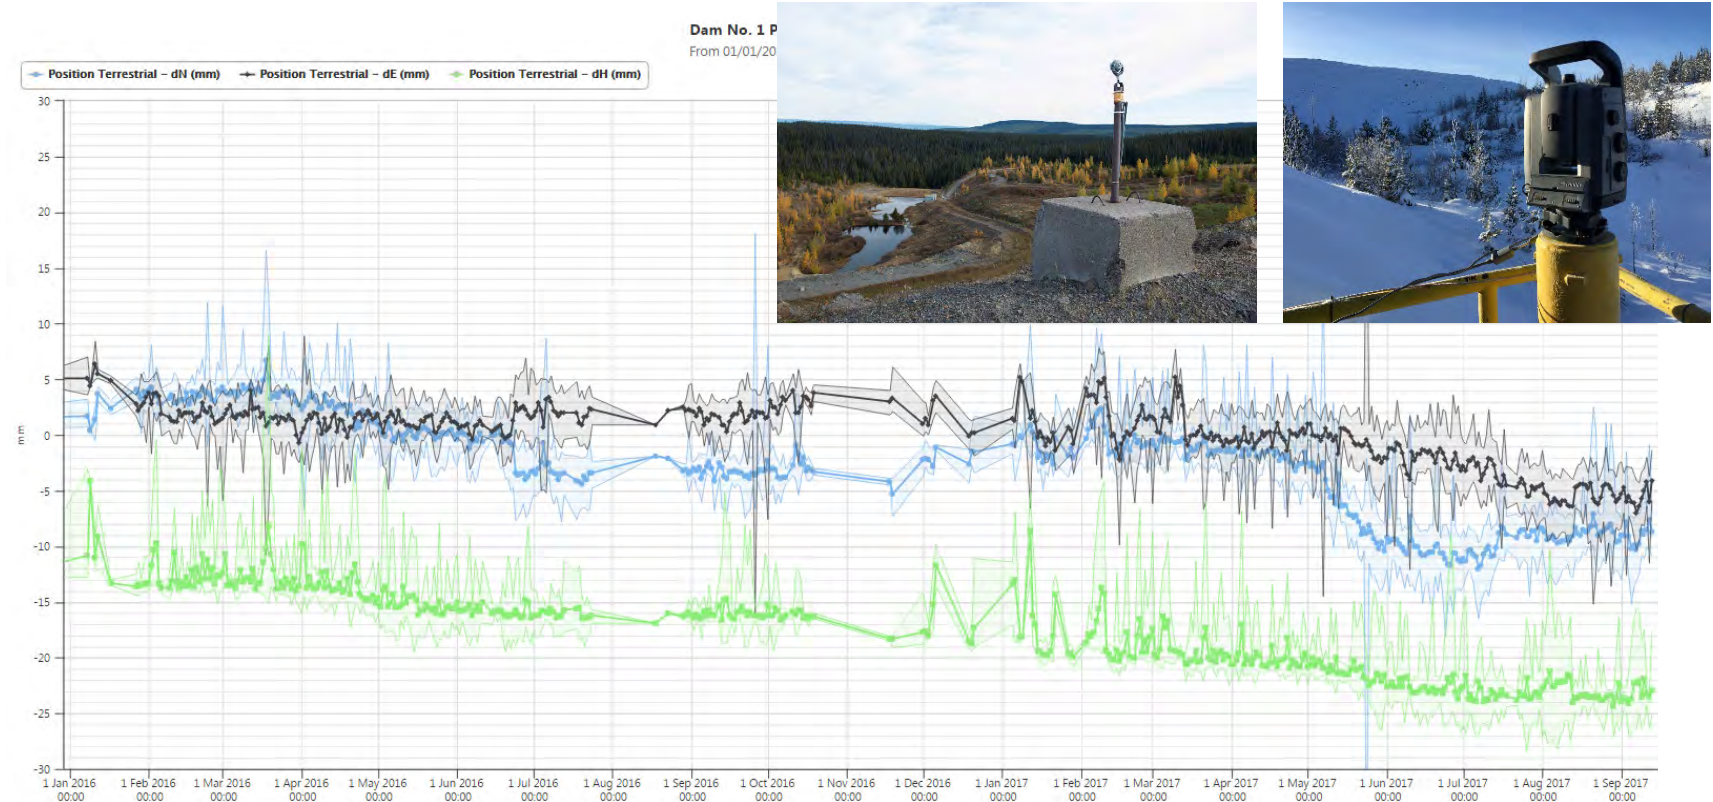 Dam No. 1 P
From 01/01/20
Position Terrestrial – dN (mm) Position Terrestrial – dE (mm) Position Terrestrial – dH (mm)
30
25
20
15
10
5
0
mm
-5
-10
-15
-20
-25
-30
1 Jan 2016 1 Feb 2016 1 Mar 2016 1 Apr 2016 1 May 2016 1 Jun 2016 1 Jul 2016 1 Aug 2016 1 Sep 2016 1 Oct 2016 1 Nov 2016 1 Dec 2016 1 Jan 2017 1 Feb 2017 1 Mar 2017 1 Apr 2017 1 May 2017 1 Jun 2017 1 Jul 2017 1 Aug 2017 1 Sep 2017
00:00 00:00 00:00 00:00 00:00 00:00 00:00 00:00 00:00 00:00 00:00 00:00 00:00 00:00 00:00 00:00 00:00 00:00 00:00 00:00 00:00